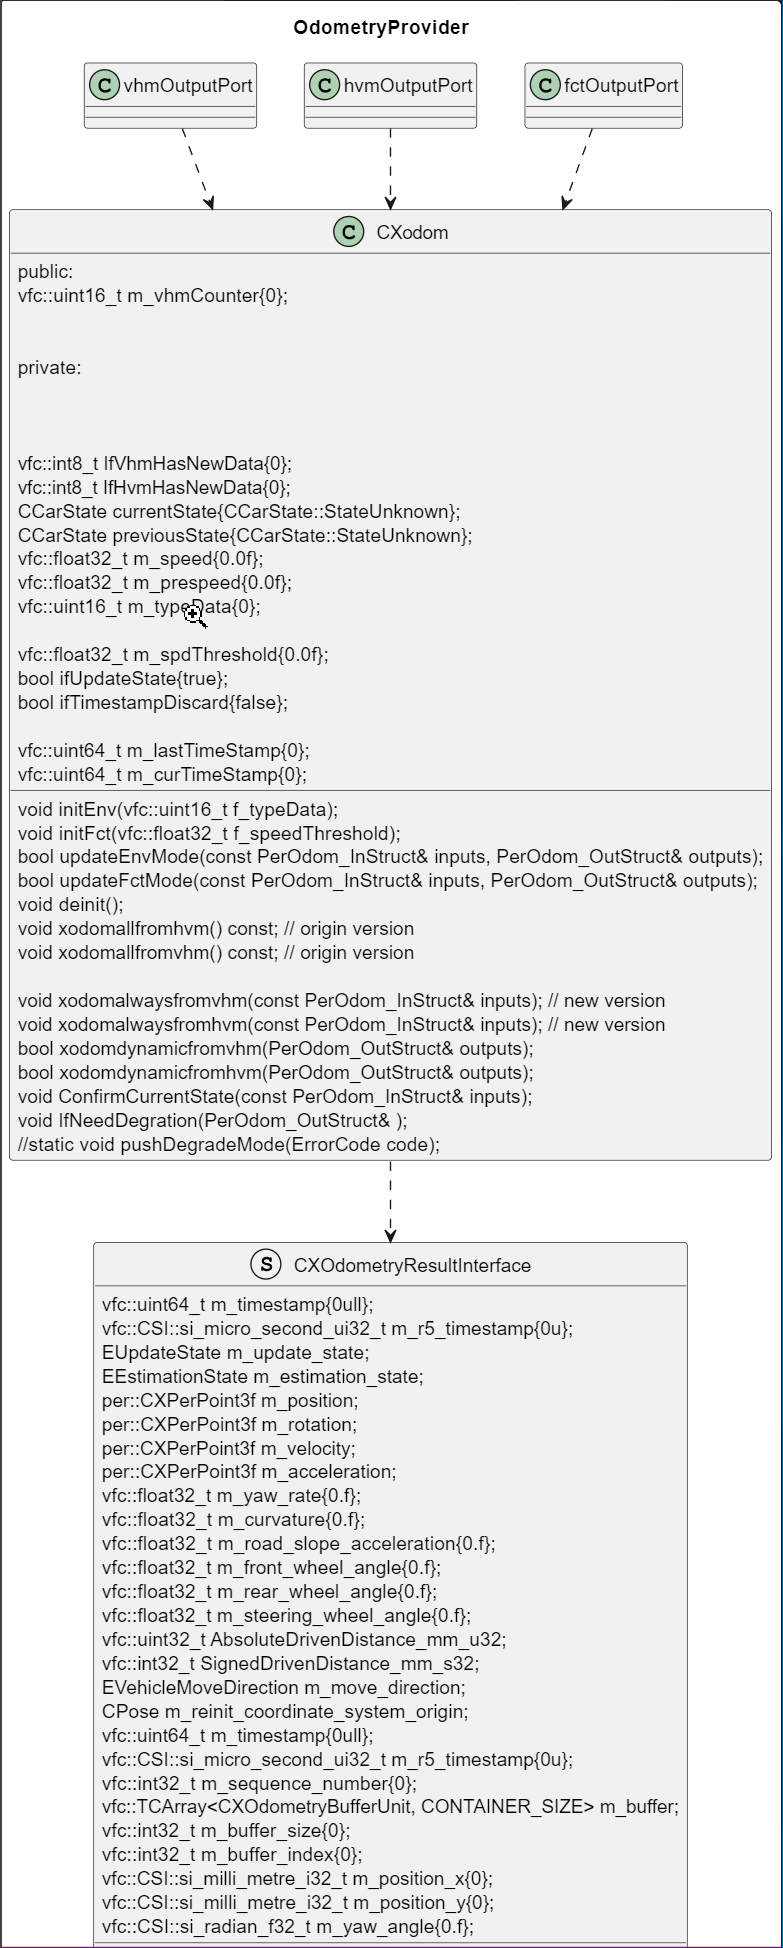 OdometryProvider
C vhmOutputPort
C hvmOutputPort
C fctOutputPort
C CXodom
public:
vfc::uint16_t m_vhmCounter{0};
private:
vfc::int8_t IfVhmHasNewData{0};
vfc::int8_t IfHvmHasNewData{0};
CCarState currentState{CCarState::StateUnknown};
CCarState previousState{CCarState::StateUnknown};
vfc::float32_t m_speed{0.0f};
vfc::float32_t m_prespeed{0.0f};
vfc::uint16_t m_typeData{0};
vfc::float32_t m_spdThreshold{0.0f};
bool ifUpdateState{true};
bool ifTimestampDiscard{false};
vfc::uint64_t m_lastTimeStamp{0};
vfc::uint64_t m_curTimeStamp{0};
void initEnv(vfc::uint16_t f_typeData);
void initFct(vfc::float32_t f_speedThreshold);
bool updateEnvMode(const PerOdom_InStruct& inputs, PerOdom_OutStruct& outputs);
bool updateFctMode(const PerOdom_InStruct& inputs, PerOdom_OutStruct& outputs);
void deinit();
void xodomallfromhvm() const; // origin version
void xodomallfromvhm() const; // origin version
void xodomalwaysfromvhm(const PerOdom_InStruct& inputs); // new version
void xodomalwaysfromhvm(const PerOdom_InStruct& inputs); // new version
bool xodomdynamicfromvhm(PerOdom_OutStruct& outputs);
bool xodomdynamicfromhvm(PerOdom_OutStruct& outputs);
void ConfirmCurrentState(const PerOdom_InStruct& inputs);
void IfNeedDegration(PerOdom_OutStruct& );
//static void pushDegradeMode(ErrorCode code);
S CXOdometryResultInterface
vfc::uint64_t m_timestamp{0ull};
vfc::CSI::si_micro_second_ui32_t m_r5_timestamp{0u};
EUpdateState m_update_state;
EEstimationState m_estimation_state;
per::CXPerPoint3f m_position;
per::CXPerPoint3f m_rotation;
per::CXPerPoint3f m_velocity;
per::CXPerPoint3f m_acceleration;
vfc::float32_t m_yaw_rate{0.f};
vfc::float32_t m_curvature{0.f};
vfc::float32_t m_road_slope_acceleration{0.f};
vfc::float32_t m_front_wheel_angle{0.f};
vfc::float32_t m_rear_wheel_angle{0.f};
vfc::float32_t m_steering_wheel_angle{0.f};
vfc::uint32_t AbsoluteDrivenDistance_mm_u32;
vfc::int32_t SignedDrivenDistance_mm_s32;
EVehicleMoveDirection m_move_direction;
CPose m_reinit_coordinate_system_origin;
vfc::uint64_t m_timestamp{0ull};
vfc::CSI::si_micro_second_ui32_t m_r5_timestamp{0u};
vfc::int32_t m_sequence_number{0};
vfc::TCArray<CXOdometryBufferUnit, CONTAINER_SIZE> m_buffer;
vfc::int32_t m_buffer_size{0};
vfc::int32_t m_buffer_index{0};
vfc::CSI::si_milli_metre_i32_t m_position_x{0};
vfc::CSI::si_milli_metre_i32_t m_position_y{0};
vfc::CSI::si_radian_f32_t m_yaw_angle{0.f};